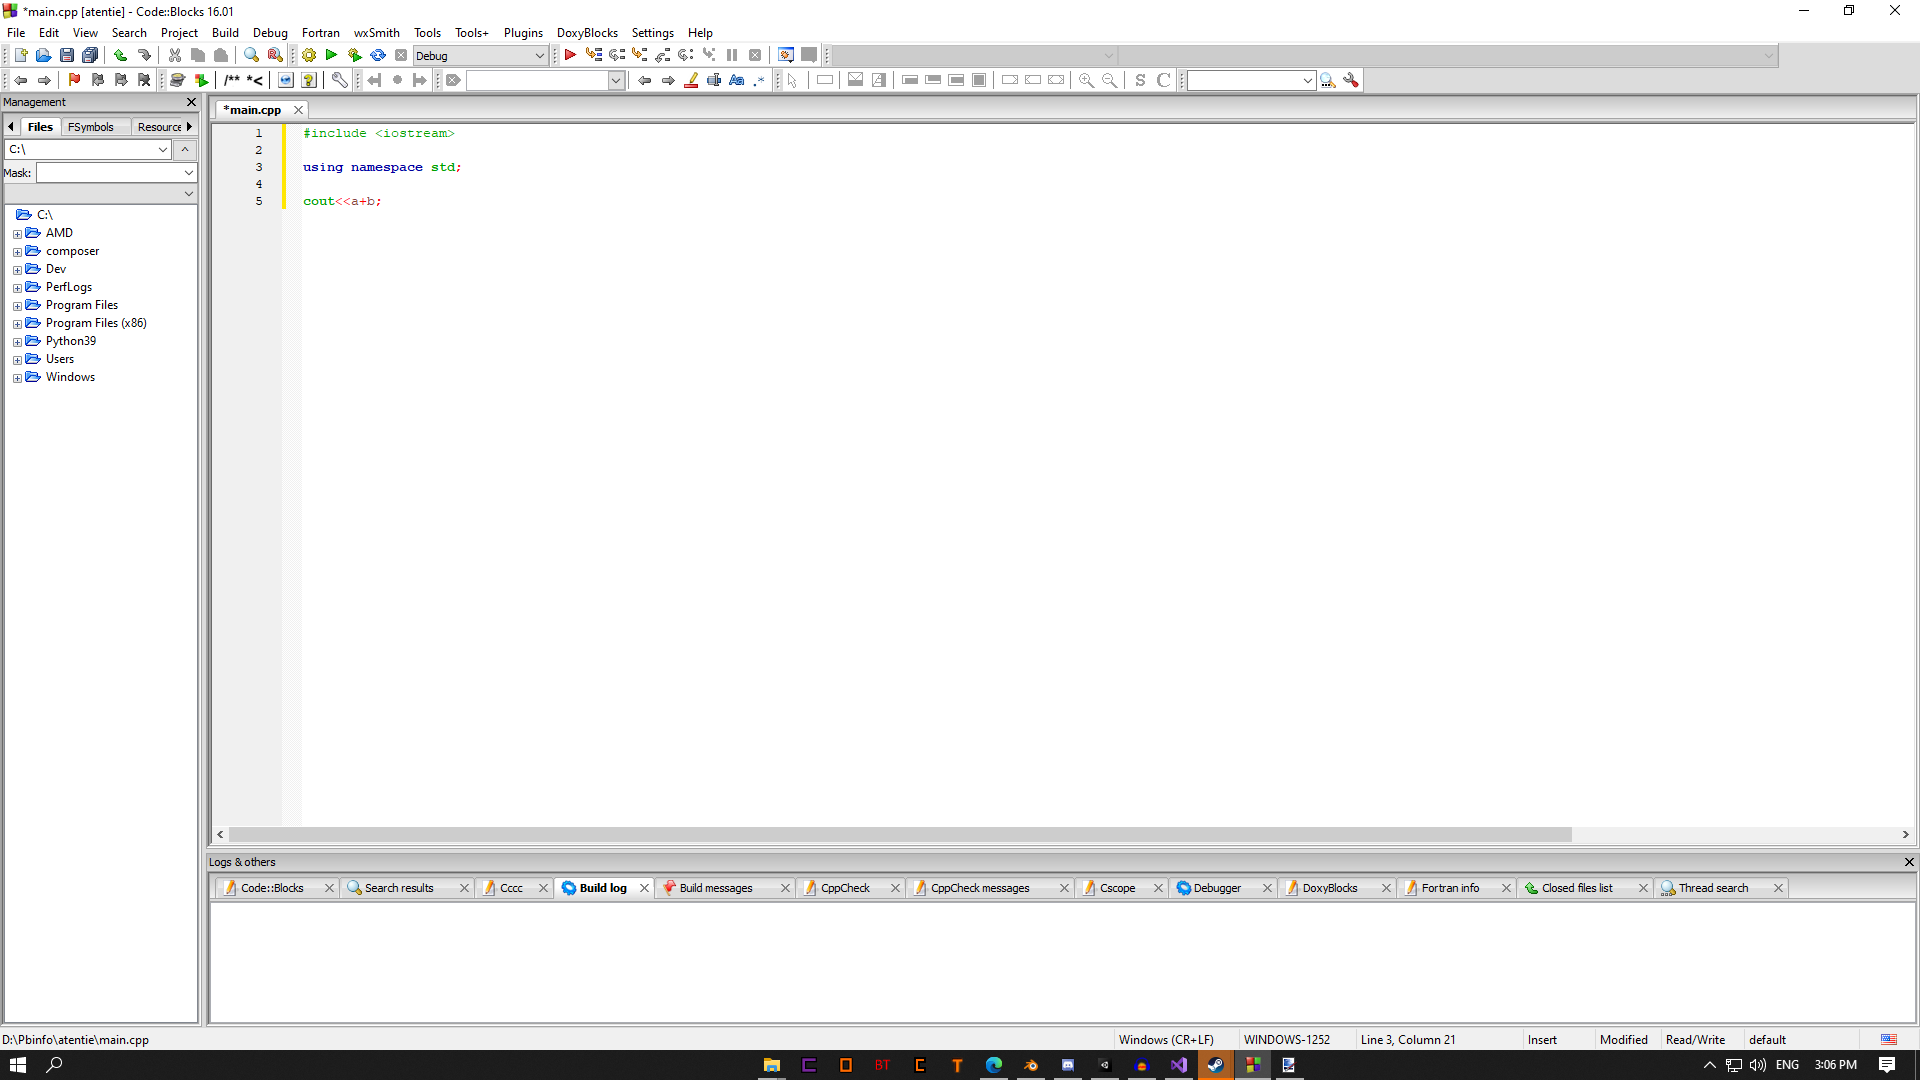 *main.cpp [atentie] - Code::Blocks 16.01
File Edit View Search Project Build Debug Fortran wxSmith Tools Tools+ Plugins DoxyBlocks Settings Help
Debug
/** *<
S C
Management
*main.cpp
Files FSymbols Resource
C:\
Mask:
C:\
AMD
composer
Dev
PerfLogs
Program Files
Program Files (x86)
Python39
Users
Windows
1 #include <iostream>
2
3 using namespace std;
4
5 cout<<a+b;
Logs & others
Code::Blocks Search results Cccc Build log Build messages CppCheck CppCheck messages Cscope Debugger DoxyBlocks Fortran info Closed files list Thread search
D:\Pbinfo\atentie\main.cpp Windows (CR+LF) WINDOWS-1252 Line 3, Column 21 Insert Modified Read/Write default
BT C T ENG 3:06 PM